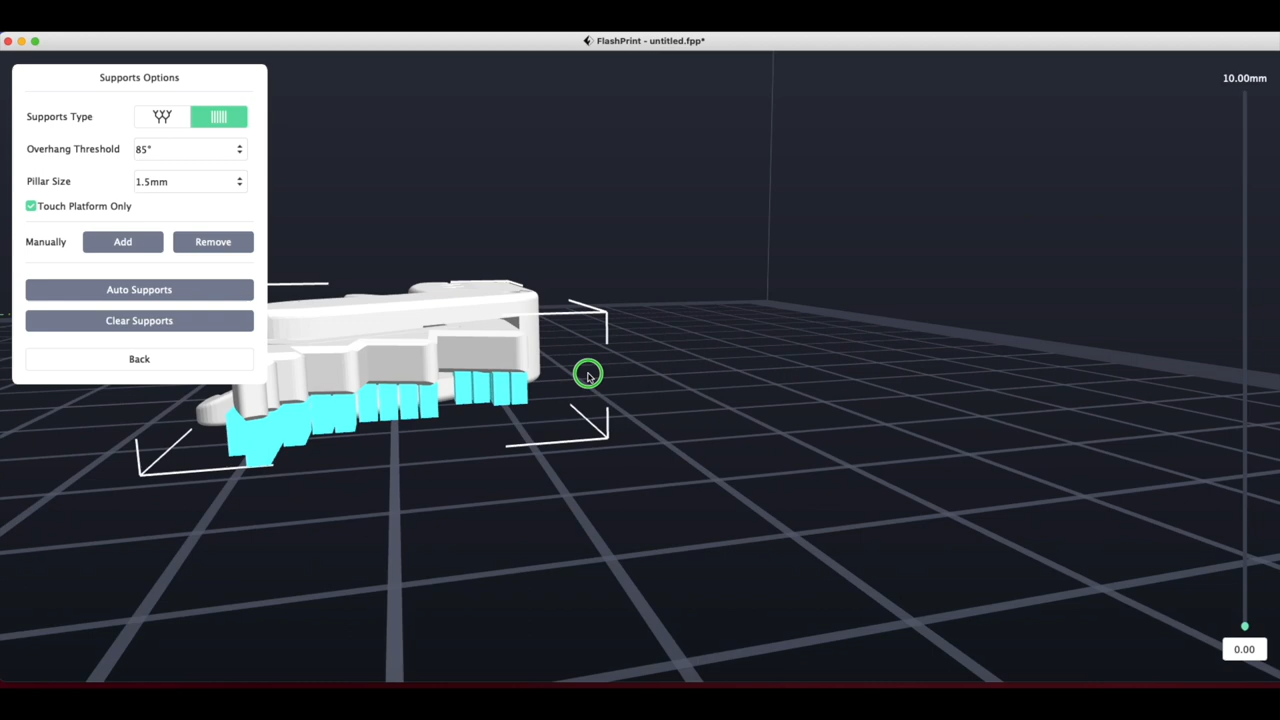 FlashPrint - untitled.fpp*
Supports Options
10.00mm
Supports Type
Overhang Threshold 85°
Pillar Size 1.5mm
Touch Platform Only
Manually Add Remove
Auto Supports
Clear Supports
Back
0.00